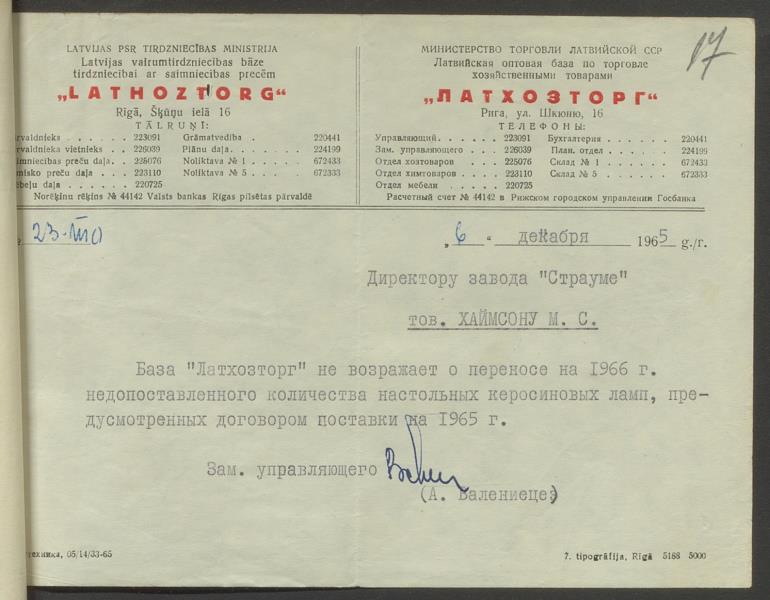 17
LATVIJAS PSR TIRDZNIECĪBAS MINISTRIJA
Latvijas vairumtirdzniecības bāze
tirdzniecībai ar saimniecības precēm
„LATHOZTORG“
Rīgā, Šķūņu ielā 16
TĀLRUŅI:
rvaldnieks . . . . . . 223091 Grāmatvedība . . 220441
rvaldnieka vietnieks . . 226039 Plānu daļa . . . . . . . 224199
imniecības preču daļa . . 225076 Noliktava № 1 . . . . . 672433
misko preču daļa . . . 223110 Noliktava № 5 . . . . . 672333
ēbeļu daļa . . . . . . 220725
Norēķinu rēķins № 44142 Valsts bankas Rīgas pilsētas pārvaldē
МИНИСТЕРСТВО ТОРГОВЛИ ЛАТВИЙСКОЙ ССР
Латвийская оптовая база по торговле
хозяйственными товарами
„ЛАТХОЗТОРГ“
Рига, ул. Шкюню, 16
ТЕЛЕФОНЫ:
Управляющий . . . . . . 223091 Бухгалтерия . . . . . . 220441
Зам. управляющего . . . 226039 План. отдел . . . . . . 224199
Отдел хозтоваров . . . 225076 Склад № 1 . . . . . . 672433
Отдел химтоваров . . . 223110 Склад № 5 . . . . . . 672333
Отдел мебели . . . . . 220725
Расчетный счет № 44142 в Рижском городском управлении Госбанка
„6“ декабря 1965 g./г.
Директору завода "Страуме"
тов. ХАЙМСОНУ М. С.
База "Латхозторг" не возражает о переносе на 1966 г.
недопоставленного количества настольных керосиновых ламп, пре-
дусмотренных договором поставки на 1965 г.
Зам. управляющего
(А. Валениеце)
техника, 05/14/33-65
7. tipogrāfija, Rīgā 5188 5000